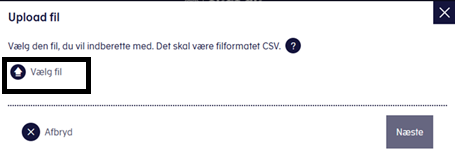 Upload fil
Vælg den fil, du vil indberette med. Det skal være filformatet CSV. ?
Vælg fil
Afbryd
Næste